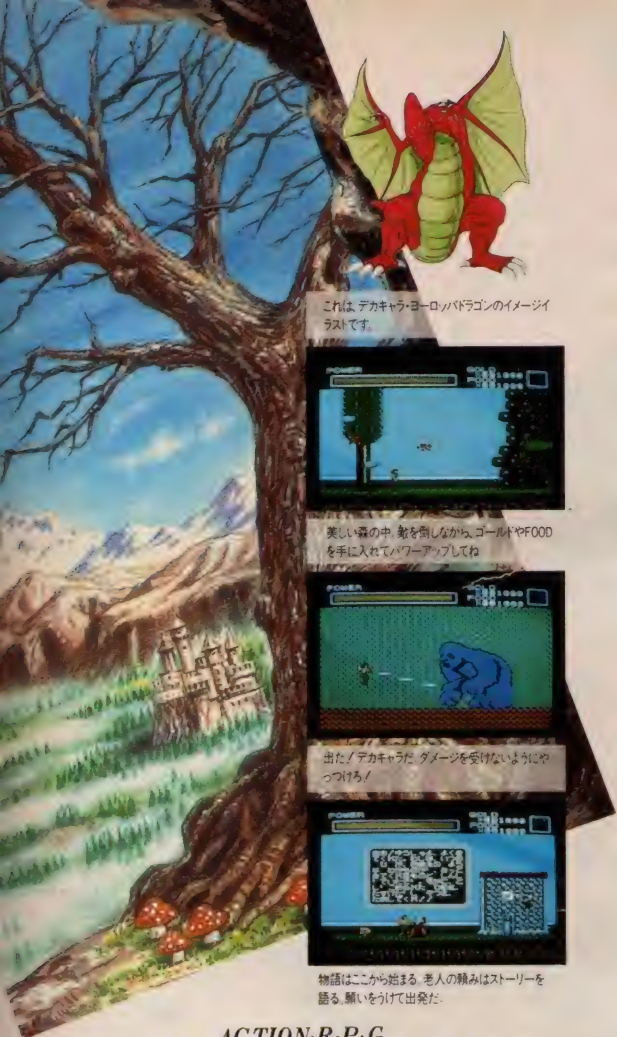 これは、デカキャラ・ヨーロッパドラゴンのイメージイ
ラストです。
POWER
GOLD
美しい森の中、敵を倒しながら、ゴールドやFOOD
を手に入れてパワーアップしてね
POWER
出た!デカキャラだ。ダメージを受けないようにや
っつけろ!
POWER
GOLD
物語はここから始まる。老人の頼みはストーリーを
語る。願いをうけて出発だ。
ACTION・R・P・G